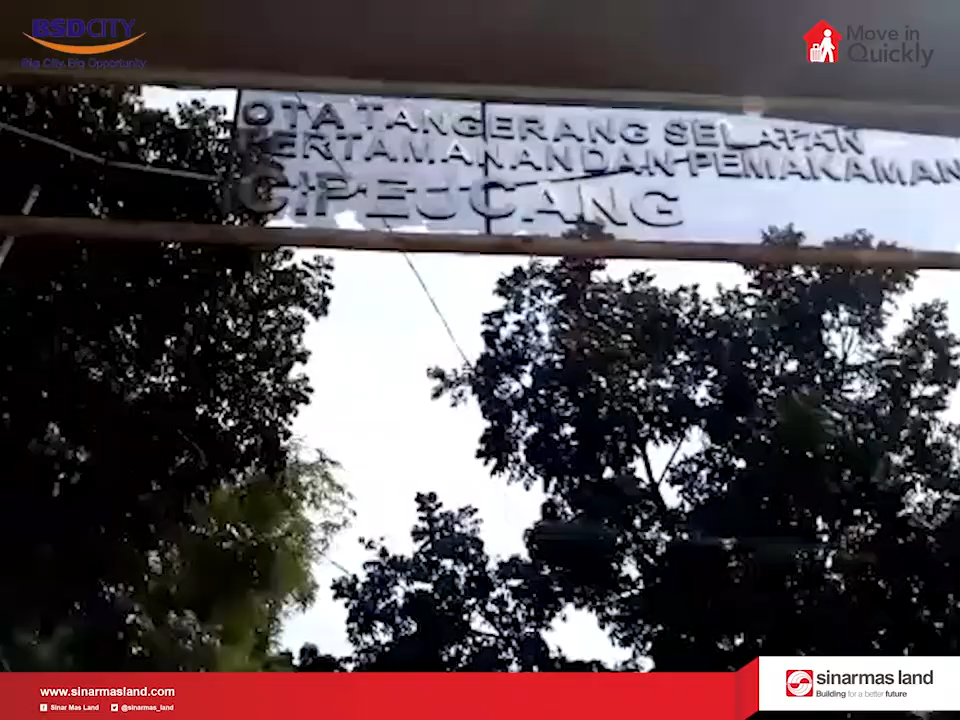 BSDCITY
Big City, Big Opportunity
Move in
Quickly
OTA TANGERANG SELATAN
PERTAMANAN DAN PEMAKAMAN
CIPEUCANG
www.sinarmasland.com
Sinar Mas Land @sinarmas_land
sinarmas land
Building for a better future